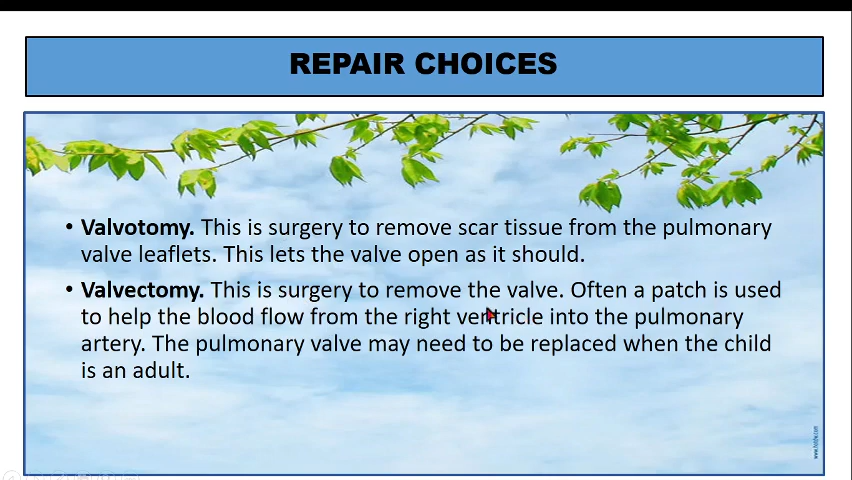 REPAIR CHOICES
• Valvotomy. This is surgery to remove scar tissue from the pulmonary
valve leaflets. This lets the valve open as it should.
• Valvectomy. This is surgery to remove the valve. Often a patch is used
to help the blood flow from the right ventricle into the pulmonary
artery. The pulmonary valve may need to be replaced when the child
is an adult.